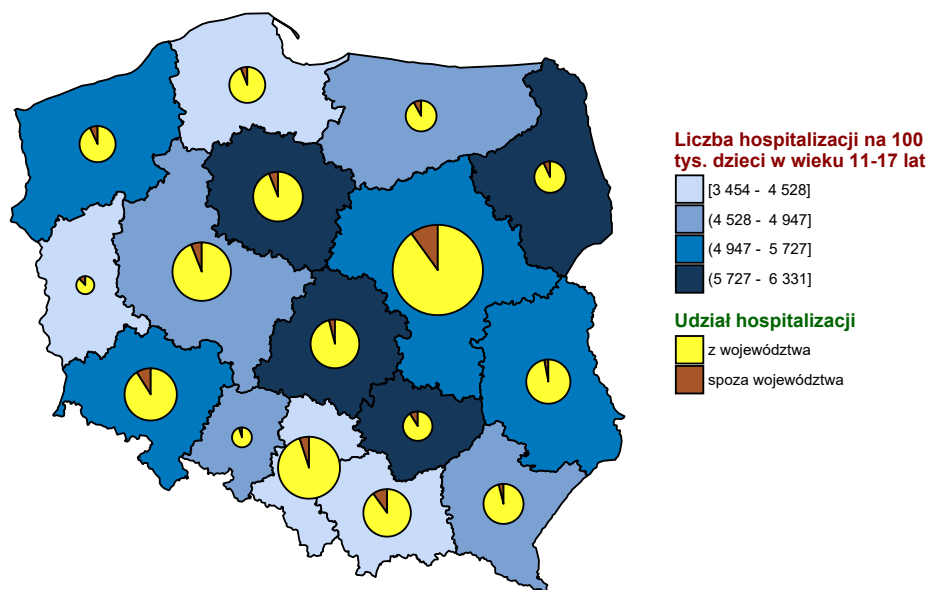 Liczba hospitalizacji na 100
tys. dzieci w wieku 11-17 lat
[3 454 - 4 528]
(4 528 - 4 947]
(4 947 - 5 727]
(5 727 - 6 331]
Udział hospitalizacji
z województwa
spoza województwa